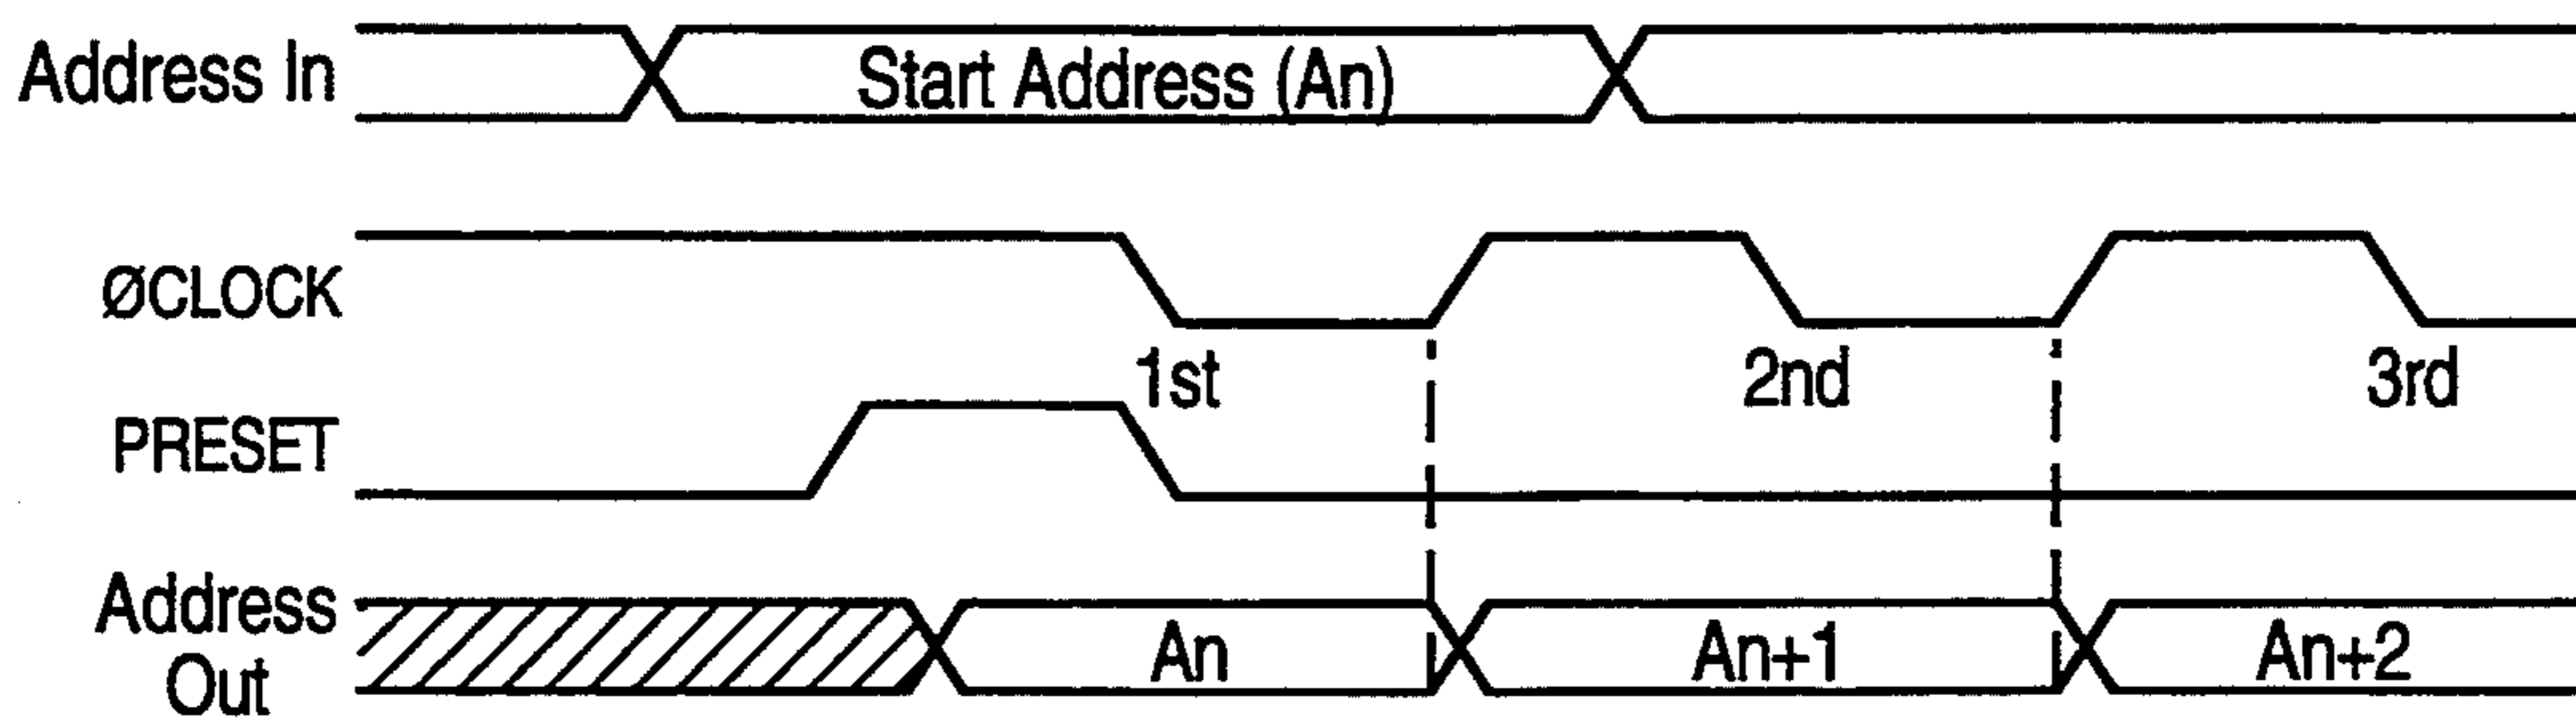 Address In
Start Address (An)
ØCLOCK
1st
2nd
3rd
PRESET
Address
Out
An
An+1
An+2